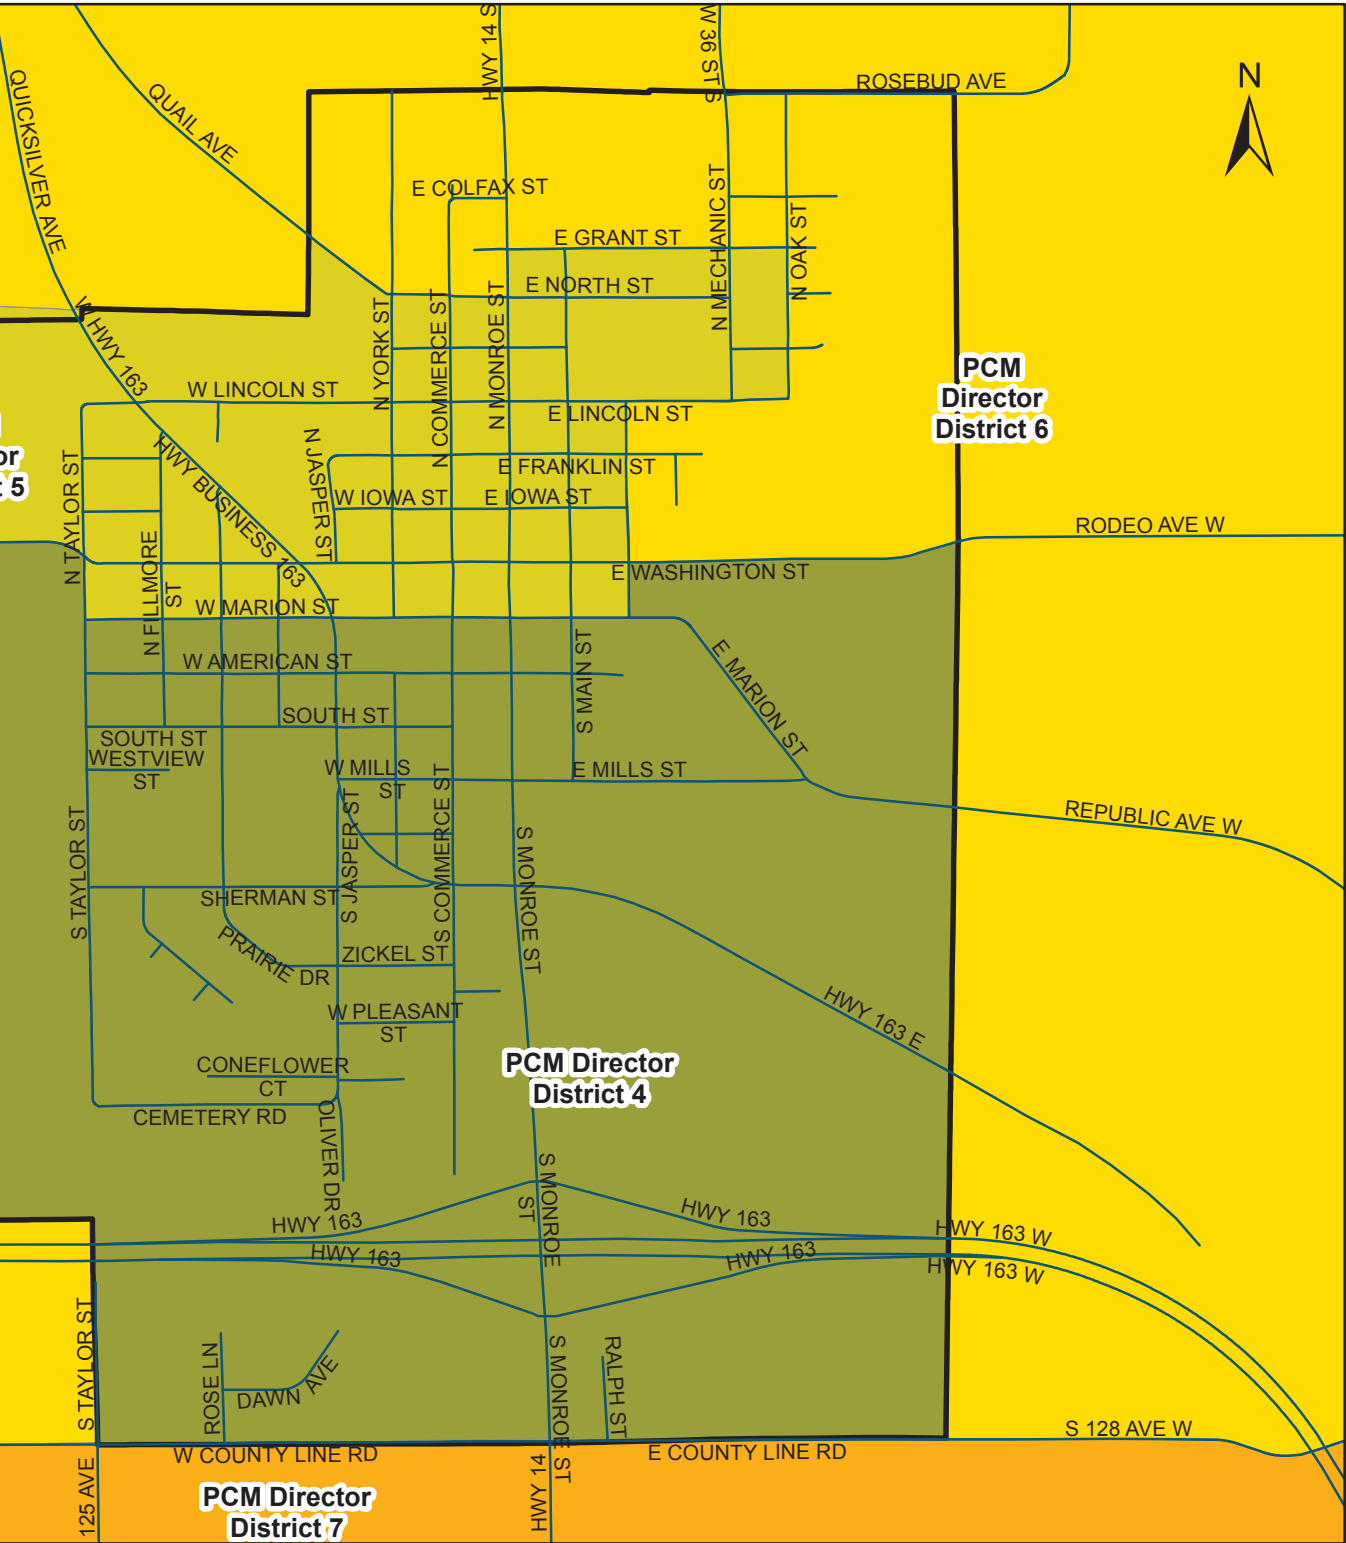 HWY 14 S
W 36 ST S
QUICKSILVER AVE
QUAIL AVE
ROSEBUD AVE
N
E COLFAX ST
N MECHANIC ST
N OAK ST
E GRANT ST
E NORTH ST
W HWY 163
N YORK ST
N COMMERCE ST
N MONROE ST
PCM
Director
District 6
W LINCOLN ST
E LINCOLN ST
5
N TAYLOR ST
HWY BUSINESS 163
N JASPER ST
E FRANKLIN ST
W IOWA ST
E IOWA ST
RODEO AVE W
N FILLMORE
ST
E WASHINGTON ST
W MARION ST
W AMERICAN ST
S MAIN ST
E MARION ST
SOUTH ST
SOUTH ST
WESTVIEW
ST
W MILLS
ST
E MILLS ST
REPUBLIC AVE W
S TAYLOR ST
S JASPER ST
S COMMERCE ST
S MONROE ST
SHERMAN ST
PRAIRIE DR
ZICKEL ST
HWY 163 E
W PLEASANT
ST
CONEFLOWER
CT
PCM Director
District 4
CEMETERY RD
OLIVER DR
S MONROE
ST
HWY 163
HWY 163
HWY 163 W
HWY 163
HWY 163
HWY 163 W
S TAYLOR ST
ROSE LN
DAWN AVE
S MONROE ST
RALPH ST
S 128 AVE W
W COUNTY LINE RD
E COUNTY LINE RD
125 AVE
PCM Director
District 7
HWY 14